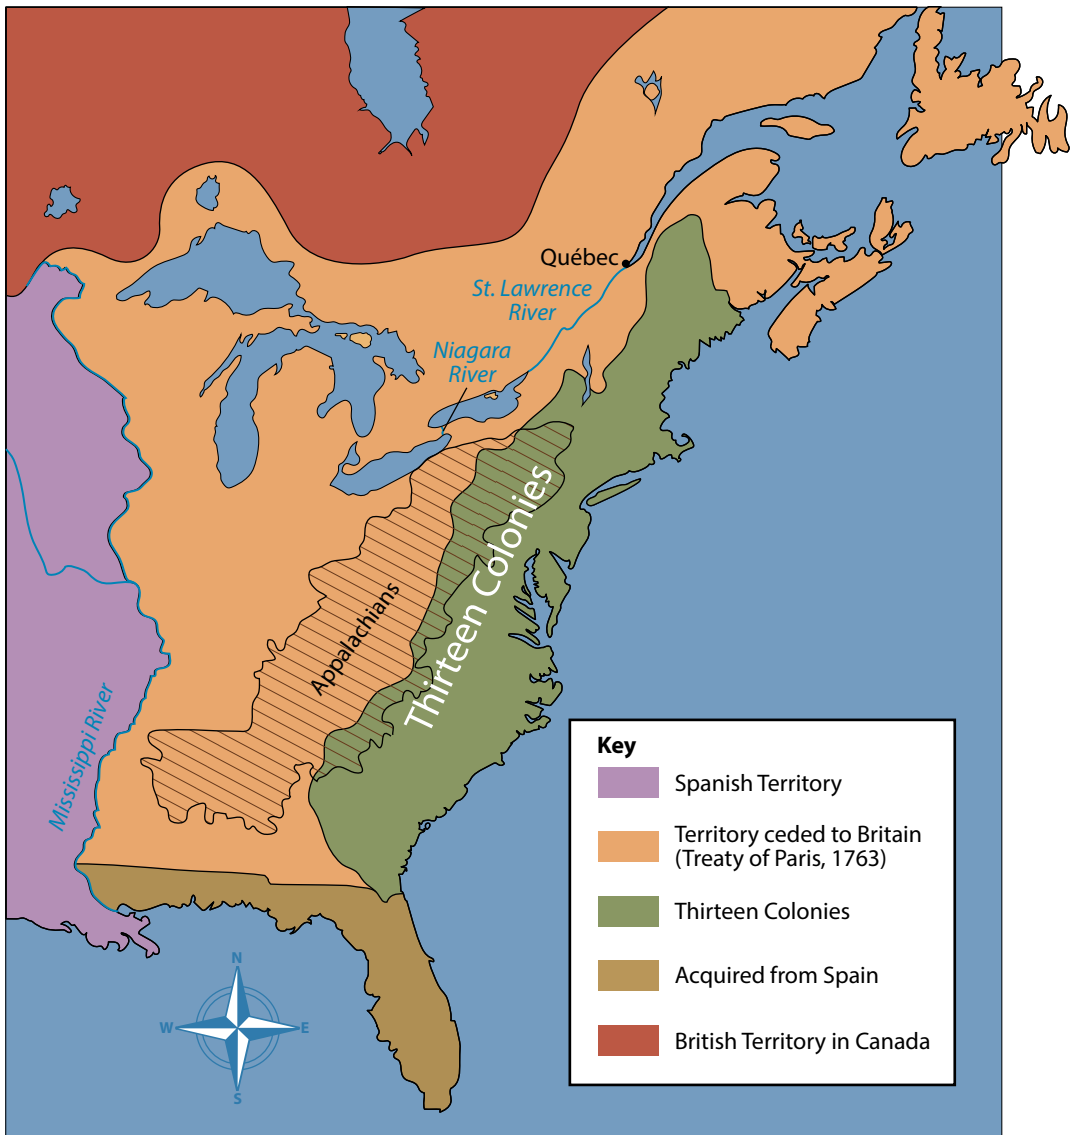 Québec
St. Lawrence
River
Niagara
River
Thirteen Colonies
Appalachians
Mississippi River
Key
Spanish Territory
Territory ceded to Britain
(Treaty of Paris, 1763)
Thirteen Colonies
Acquired from Spain
British Territory in Canada
N
W
E
S